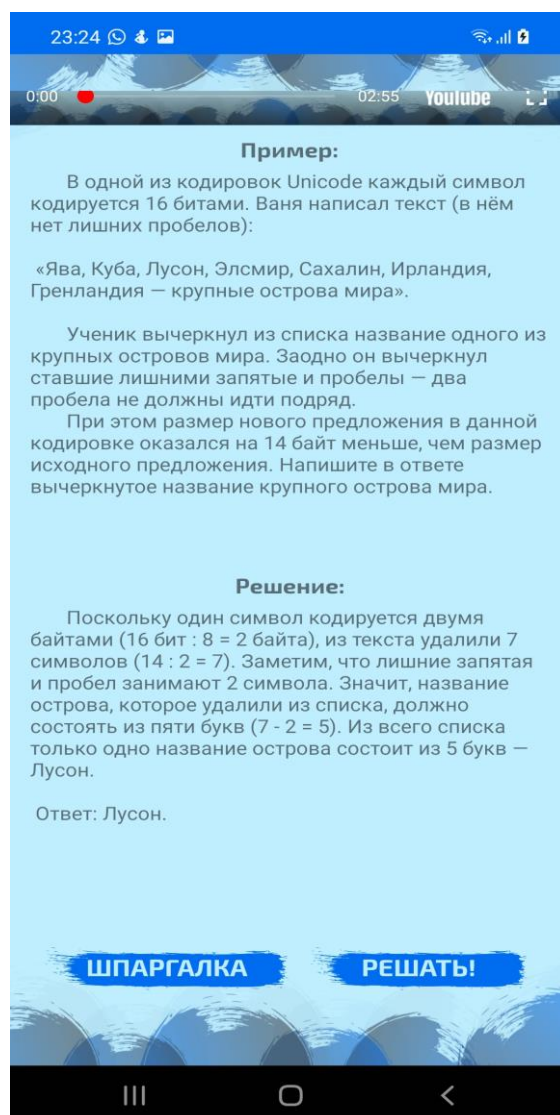 23:24
0:00 02:55 YouTube
Пример:
В одной из кодировок Unicode каждый символ
кодируется 16 битами. Ваня написал текст (в нём
нет лишних пробелов):
«Ява, Куба, Лусон, Элсмир, Сахалин, Ирландия,
Гренландия — крупные острова мира».
Ученик вычеркнул из списка название одного из
крупных островов мира. Заодно он вычеркнул
ставшие лишними запятые и пробелы — два
пробела не должны идти подряд.
При этом размер нового предложения в данной
кодировке оказался на 14 байт меньше, чем размер
исходного предложения. Напишите в ответе
вычеркнутое название крупного острова мира.
Решение:
Поскольку один символ кодируется двумя
байтами (16 бит : 8 = 2 байта), из текста удалили 7
символов (14 : 2 = 7). Заметим, что лишние запятая
и пробел занимают 2 символа. Значит, название
острова, которое удалили из списка, должно
состоять из пяти букв (7 - 2 = 5). Из всего списка
только одно название острова состоит из 5 букв —
Лусон.
Ответ: Лусон.
ШПАРГАЛКА РЕШАТЬ!